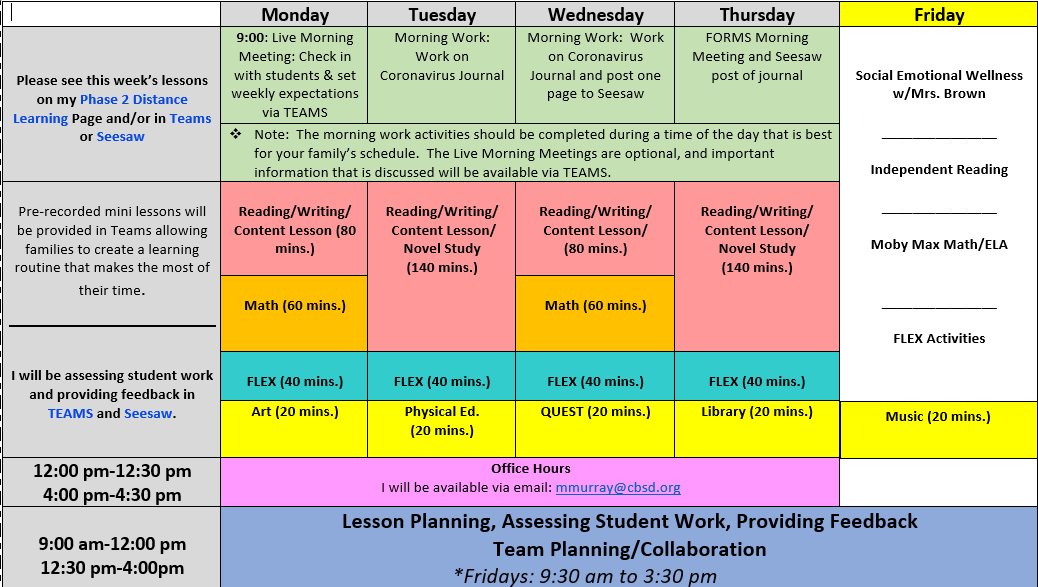 Monday
Tuesday
Wednesday
Thursday
Friday
Please see this week's lessons
on my Phase 2 Distance
Learning Page and/or in Teams
or Seesaw
9:00: Live Morning
Meeting: Check in
with students & set
weekly expectations
via TEAMS
Morning Work:
Work on
Coronavirus Journal
Morning Work: Work
on Coronavirus
Journal and post one
page to Seesaw
FORMS Morning
Meeting and Seesaw
post of journal
❖ Note: The morning work activities should be completed during a time of the day that is best
for your family's schedule. The Live Morning Meetings are optional, and important
information that is discussed will be available via TEAMS.
Social Emotional Wellness
w/Mrs. Brown
Independent Reading
Moby Max Math/ELA
FLEX Activities
Pre-recorded mini lessons will
be provided in Teams allowing
families to create a learning
routine that makes the most of
their time.
I will be assessing student work
and providing feedback in
TEAMS and Seesaw.
Reading/Writing/
Content Lesson (80
mins.)
Reading/Writing/
Content Lesson/
Novel Study
(140 mins.)
Reading/Writing/
Content Lesson/
(80 mins.)
Reading/Writing/
Content Lesson/
Novel Study
(140 mins.)
Math (60 mins.)
Math (60 mins.)
FLEX (40 mins.)
FLEX (40 mins.)
FLEX (40 mins.)
FLEX (40 mins.)
Art (20 mins.)
Physical Ed.
(20 mins.)
QUEST (20 mins.)
Library (20 mins.)
Music (20 mins.)
12:00 pm-12:30 pm
4:00 pm-4:30 pm
Office Hours
I will be available via email: mmurray@cbsd.org
9:00 am-12:00 pm
12:30 pm-4:00pm
Lesson Planning, Assessing Student Work, Providing Feedback
Team Planning/Collaboration
*Fridays: 9:30 am to 3:30 pm